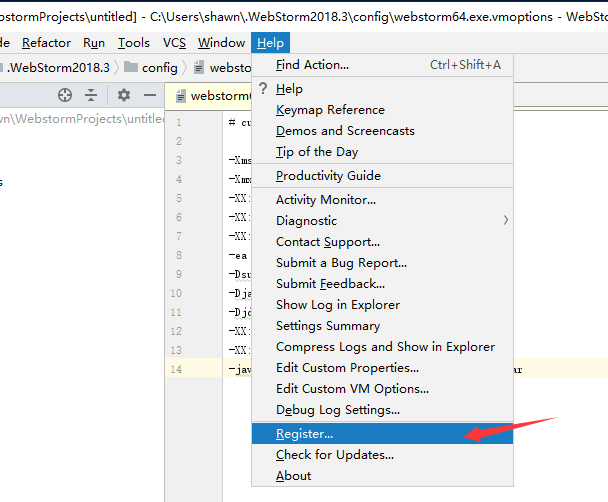 stormProjects\untitled] - C:\Users\shawn\.WebStorm2018.3\config\webstorm64.exe.vmoptions - WebSto
de Refactor Run Tools VCS Window Help
.WebStorm2018.3 config websto
webstorm6
n\WebstormProjects\untitled
s
1 # cu
2
3 -Xms
4 -Xmx
5 -XX:
6 -XX:
7 -XX:
8 -ea
9 -Dsu
10 -Dja
11 -Djd
12 -XX:
13 -XX:
14 -jav ar
Find Action... Ctrl+Shift+A
? Help
Keymap Reference
Demos and Screencasts
Tip of the Day
Productivity Guide
Activity Monitor...
Diagnostic
Contact Support...
Submit a Bug Report...
Submit Feedback...
Show Log in Explorer
Settings Summary
Compress Logs and Show in Explorer
Edit Custom Properties...
Edit Custom VM Options...
Debug Log Settings...
Register...
Check for Updates...
About